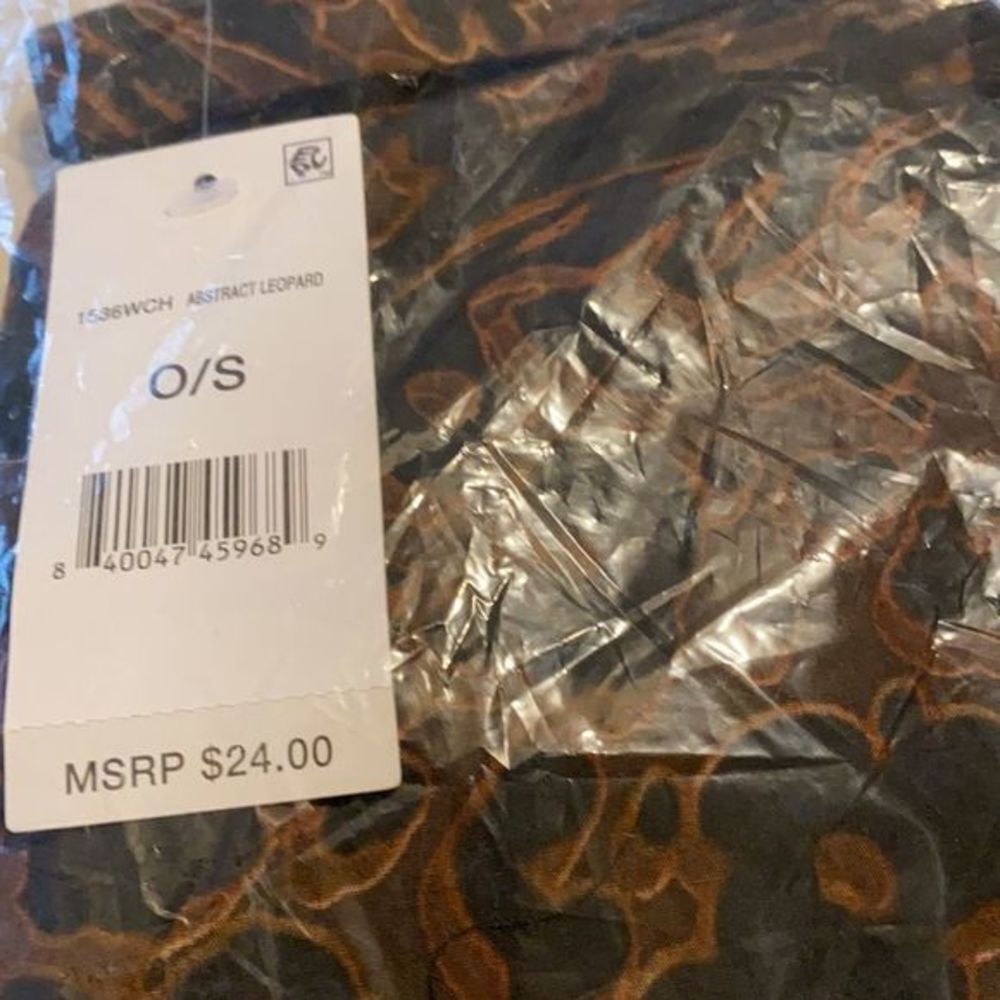 1536WCH ABSTRACT LEOPARD
O/S
8 40047 45968 9
MSRP $24.00